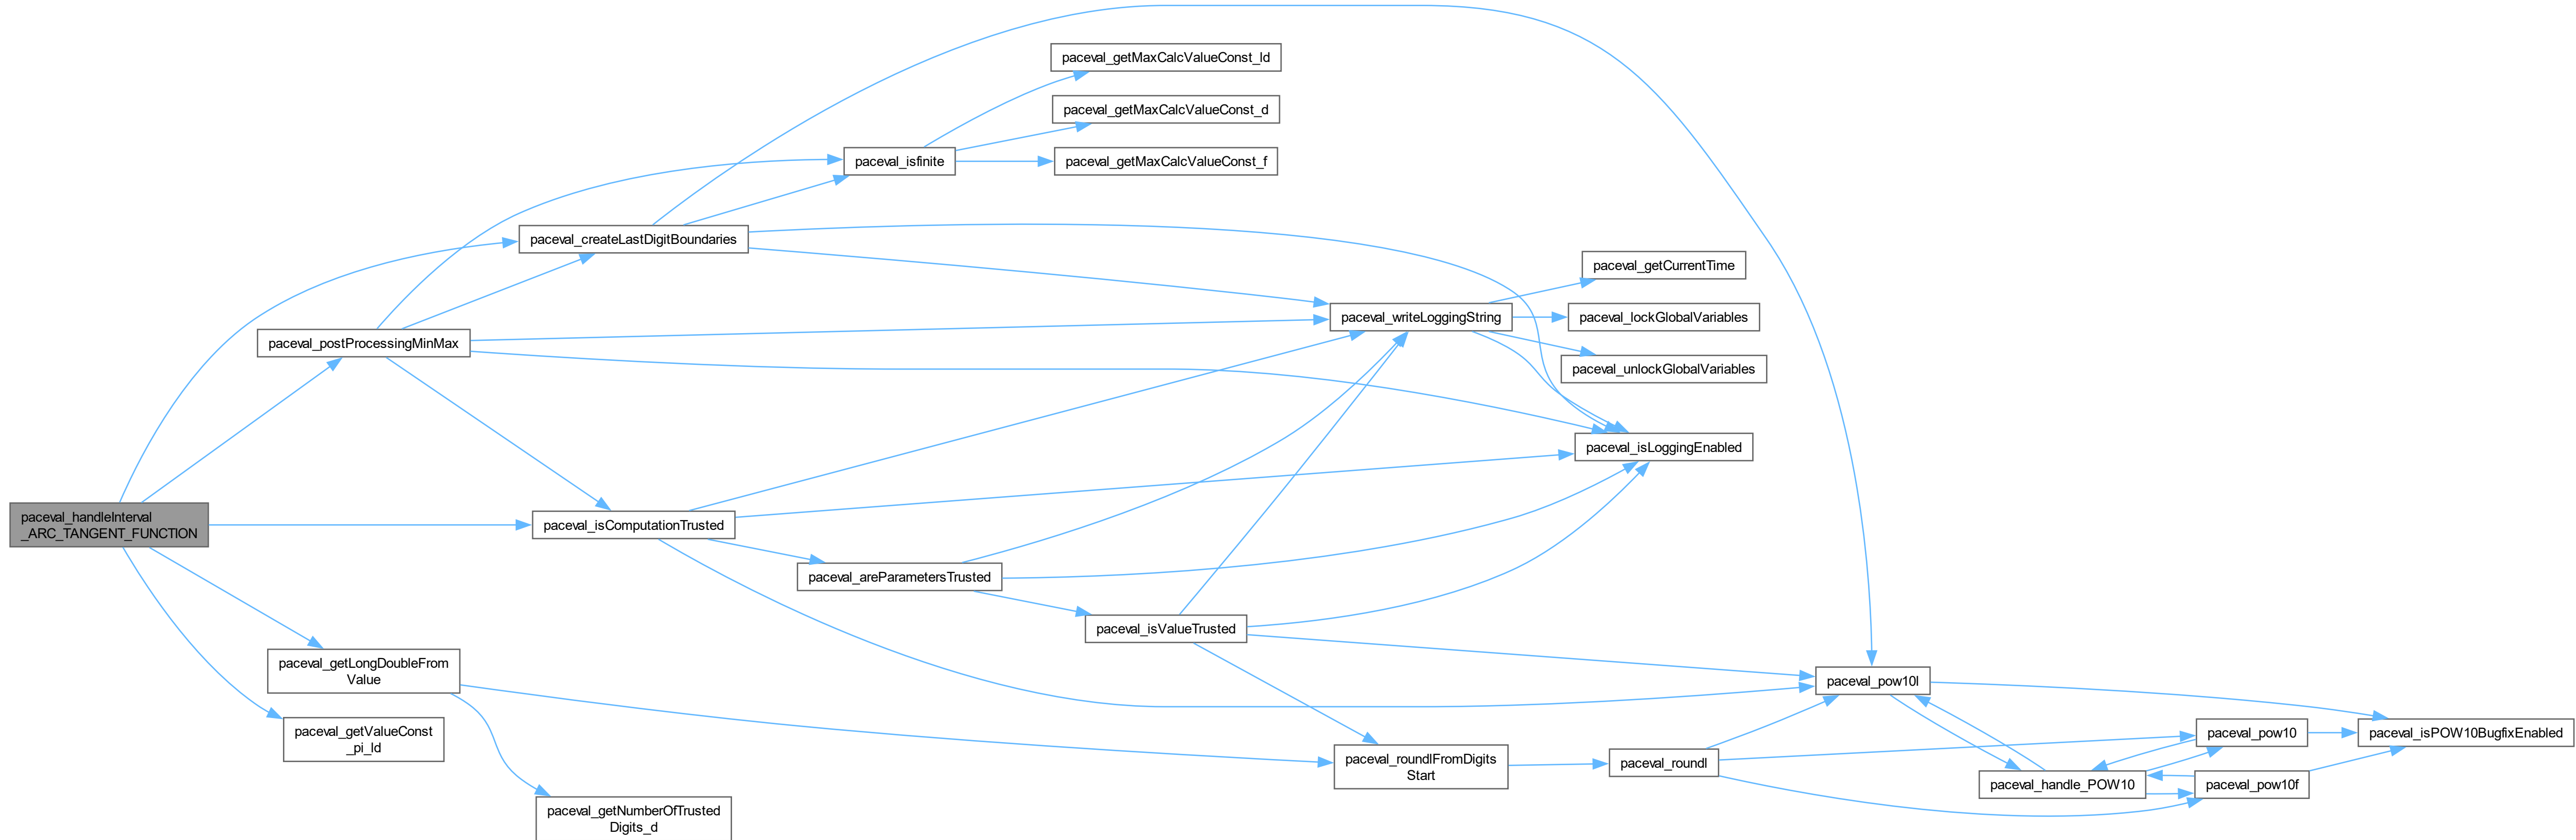 paceval_getMaxCalcValueConst_ld
paceval_getMaxCalcValueConst_d
paceval_isfinite
paceval_getMaxCalcValueConst_f
paceval_createLastDigitBoundaries
paceval_getCurrentTime
paceval_writeLoggingString
paceval_lockGlobalVariables
paceval_postProcessingMinMax
paceval_unlockGlobalVariables
paceval_isLoggingEnabled
paceval_handleInterval
_ARC_TANGENT_FUNCTION
paceval_isComputationTrusted
paceval_areParametersTrusted
paceval_isValueTrusted
paceval_getLongDoubleFrom
Value
paceval_pow10l
paceval_getValueConst
_pi_ld
paceval_pow10
paceval_isPOW10BugfixEnabled
paceval_roundlFromDigits
Start
paceval_roundl
paceval_handle_POW10
paceval_pow10f
paceval_getNumberOfTrusted
Digits_d